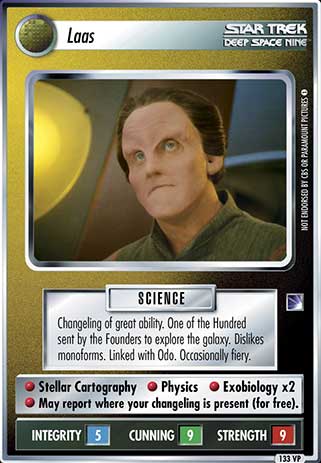 Laas
STAR TREK
DEEP SPACE NINE
NOT ENDORSED BY CBS OR PARAMOUNT PICTURES
SCIENCE
Changeling of great ability. One of the Hundred
sent by the Founders to explore the galaxy. Dislikes
monoforms. Linked with Odo. Occasionally fiery.
• Stellar Cartography • Physics • Exobiology x2
• May report where your changeling is present (for free).
INTEGRITY 5 CUNNING 9 STRENGTH 9
133 VP